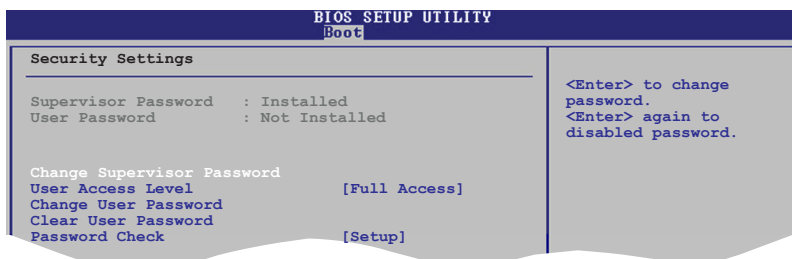 BIOS SETUP UTILITY
Boot
Security Settings
Supervisor Password : Installed
User Password : Not Installed
Change Supervisor Password
User Access Level [Full Access]
Change User Password
Clear User Password
Password Check [Setup]
<Enter> to change
password.
<Enter> again to
disabled password.